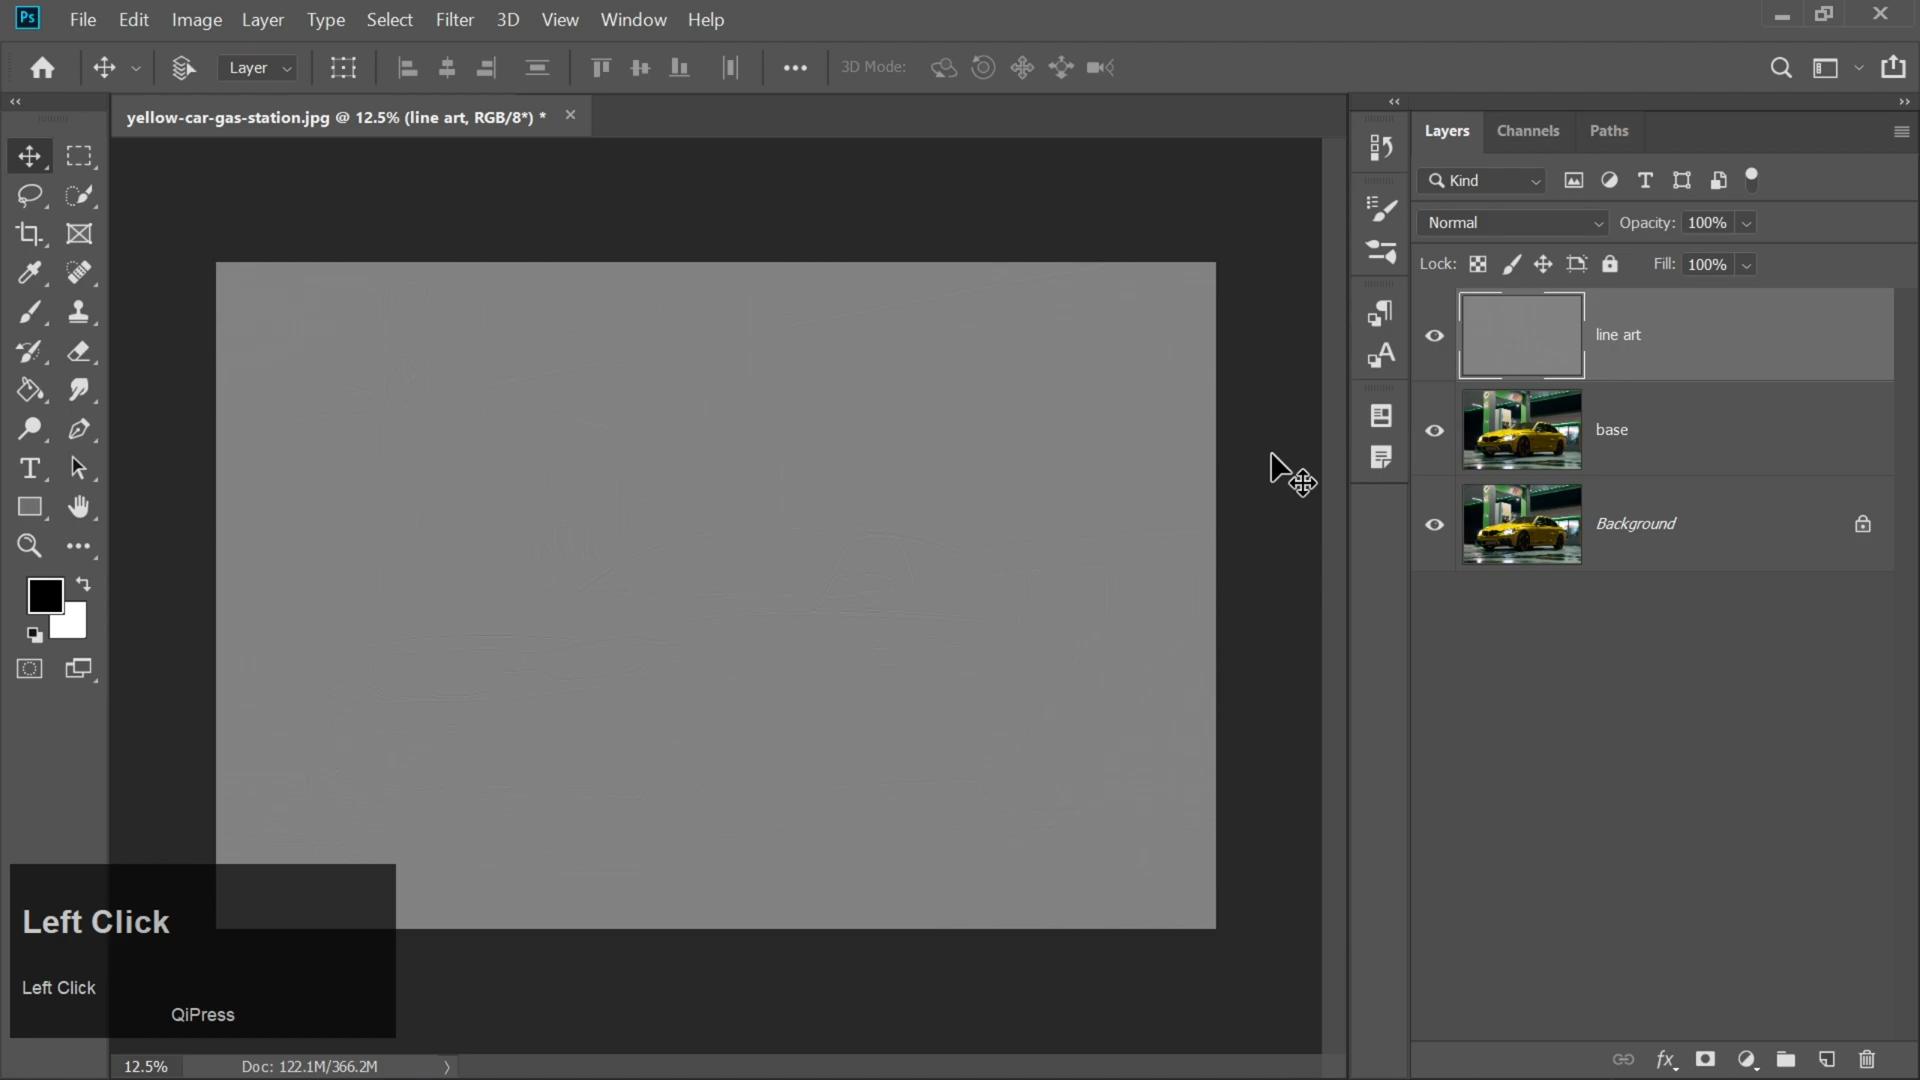 Ps
File Edit Image Layer Type Select Filter 3D View Window Help
Layer
3D Mode:
yellow-car-gas-station.jpg @ 12.5% (line art, RGB/8*) *
Layers Channels Paths
Kind
Normal Opacity: 100%
Lock: Fill: 100%
line art
base
Background
Left Click
Left Click
QiPress
12.5% Doc: 122.1M/366.2M